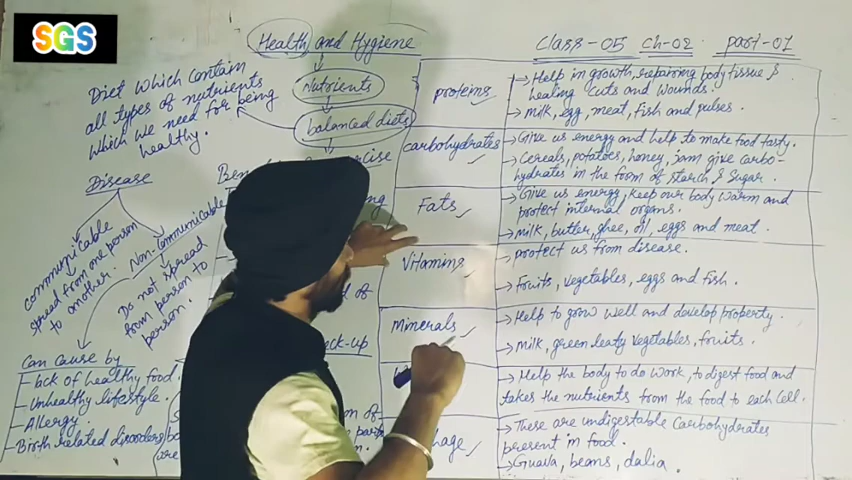 SGS
Health and Hygiene
Class-05 Ch-02 part-01
Nutrients
balanced diets
Diet which contain
all types of nutrients
which we need for being
healthy.
Disease
communicable
spread from one person
to another.
Non-Communicable
Do not spread
from person to
person.
Can cause by
lack of healthy food.
Unhealthy lifestyle.
Allergy
Birth related disorders
proteins
→ Help in growth, repairing body tissue &
healing cuts and wounds.
→ Milk, egg, meat, fish and pulses.
carbohydrates
→ Give us energy and help to make food tasty.
→ Cereals, potatoes, honey, jam give carbo-
hydrates in the form of starch & Sugar.
Fats
→ Give us energy, keep our body warm and
protect internal organs.
→ Milk, butter, ghee, oil, eggs and meat.
Vitamins
→ protect us from disease.
→ Fruits, vegetables, eggs and fish.
Minerals
→ Help to grow well and develop property.
→ Milk, green leafy vegetables, fruits.
→ Help the body to do work, to digest food and
takes the nutrients from the food to each cell.
→ These are undigestable Carbohydrates
present in food.
→ Guava, beans, dalia.